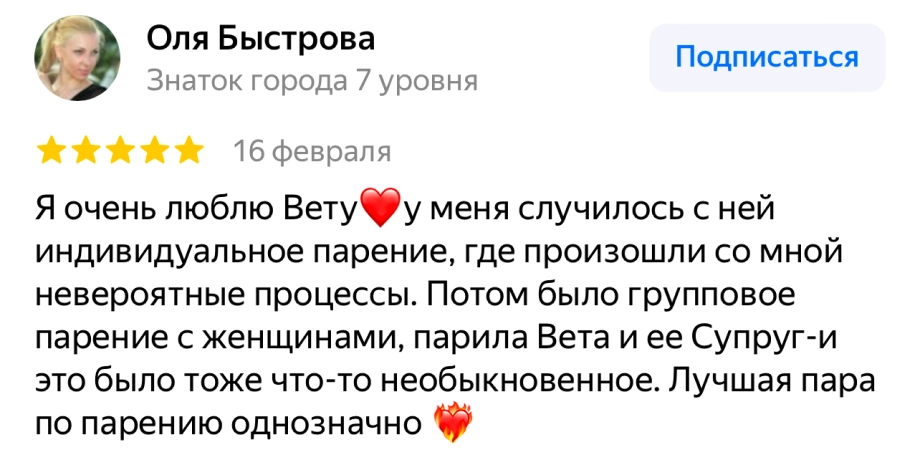 Оля Быстрова
Знаток города 7 уровня
Подписаться
16 февраля
Я очень люблю Вету❤️у меня случилось с ней
индивидуальное парение, где произошли со мной
невероятные процессы. Потом было групповое
парение с женщинами, парила Вета и ее Супруг-и
это было тоже что-то необыкновенное. Лучшая пара
по парению однозначно ❤️‍🔥